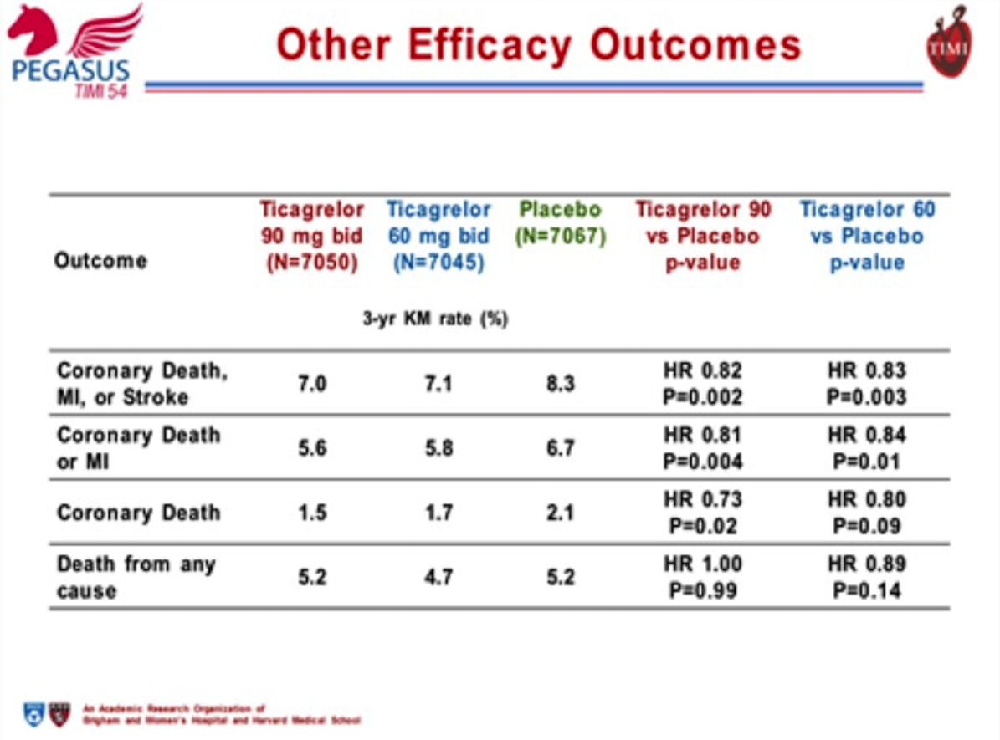 PEGASUS
TIMI 54
Other Efficacy Outcomes
TIMI
Outcome
Ticagrelor
90 mg bid
(N=7050)
Ticagrelor
60 mg bid
(N=7045)
Placebo
(N=7067)
Ticagrelor 90
vs Placebo
p-value
Ticagrelor 60
vs Placebo
p-value
3-yr KM rate (%)
Coronary Death,
MI, or Stroke
7.0
7.1
8.3
HR 0.82
P=0.002
HR 0.83
P=0.003
Coronary Death
or MI
5.6
5.8
6.7
HR 0.81
P=0.004
HR 0.84
P=0.01
Coronary Death
1.5
1.7
2.1
HR 0.73
P=0.02
HR 0.80
P=0.09
Death from any
cause
5.2
4.7
5.2
HR 1.00
P=0.99
HR 0.89
P=0.14
An Academic Research Organization of
Brigham and Women's Hospital and Harvard Medical School